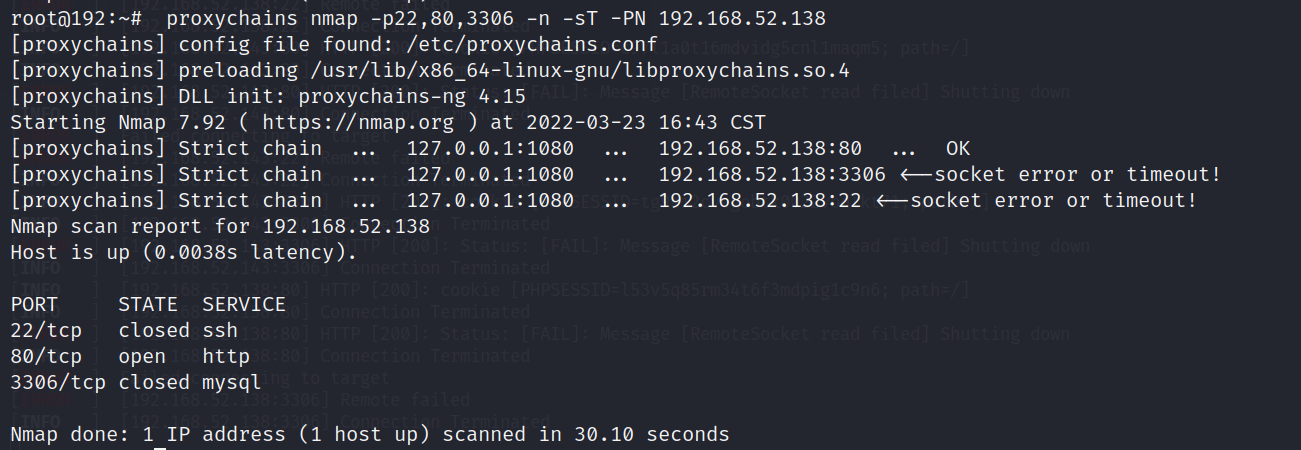 root@192:~#  proxychains nmap -p22,80,3306 -n -sT -PN 192.168.52.138
[proxychains] config file found: /etc/proxychains.conf
[proxychains] preloading /usr/lib/x86_64-linux-gnu/libproxychains.so.4
[proxychains] DLL init: proxychains-ng 4.15
Starting Nmap 7.92 ( https://nmap.org ) at 2022-03-23 16:43 CST
[proxychains] Strict chain  ...  127.0.0.1:1080  ...  192.168.52.138:80  ...  OK
[proxychains] Strict chain  ...  127.0.0.1:1080  ...  192.168.52.138:3306 <--socket error or timeout!
[proxychains] Strict chain  ...  127.0.0.1:1080  ...  192.168.52.138:22 <--socket error or timeout!
Nmap scan report for 192.168.52.138
Host is up (0.0038s latency).
PORT     STATE  SERVICE
22/tcp   closed ssh
80/tcp   open   http
3306/tcp closed mysql
Nmap done: 1 IP address (1 host up) scanned in 30.10 seconds